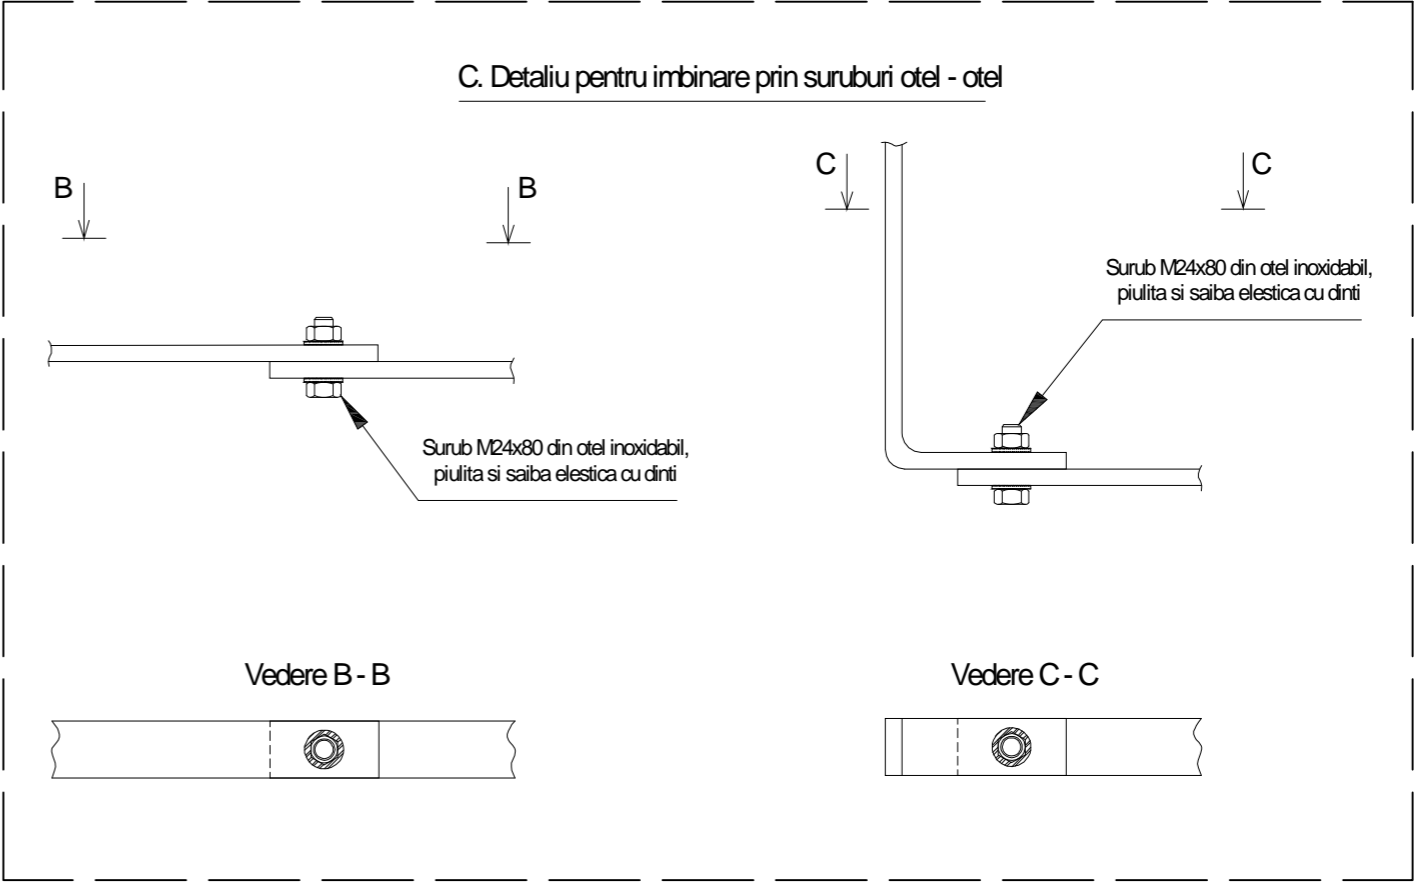 C. Detaliu pentru imbinare prin suruburi otel - otel
B
B
C
C
Surub M24x80 din otel inoxidabil,
piulita si saiba elestica cu dinti
Surub M24x80 din otel inoxidabil,
piulita si saiba elestica cu dinti
Vedere B - B
Vedere C - C